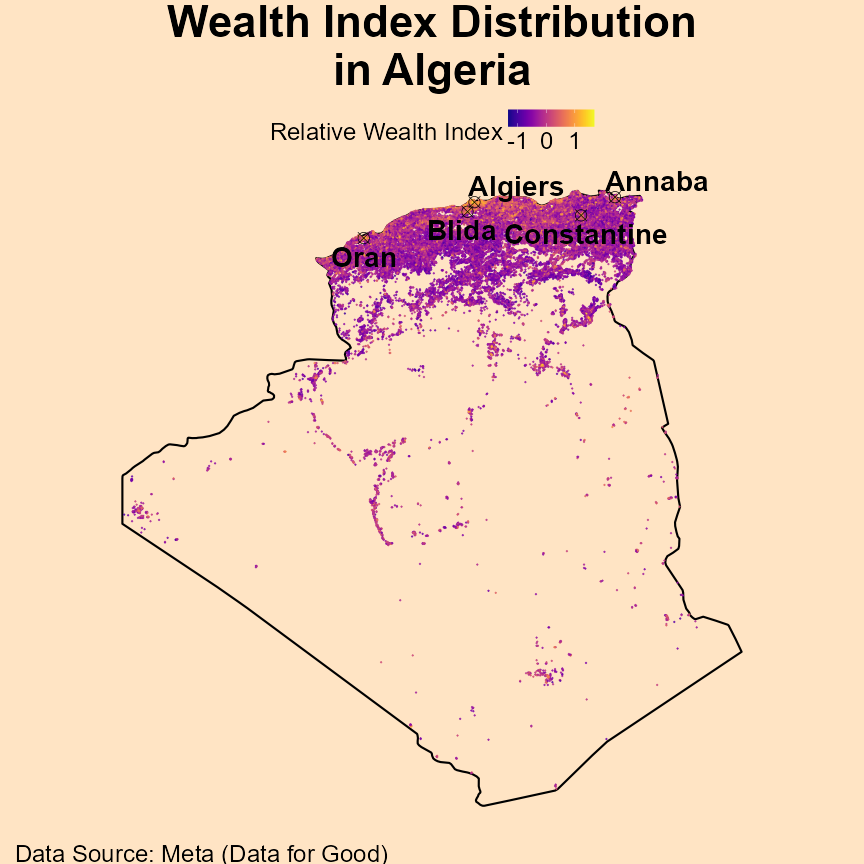 Wealth Index Distribution
in Algeria
Relative Wealth Index
-1 0 1
Algiers
Annaba
Blida
Constantine
Oran
Data Source: Meta (Data for Good)